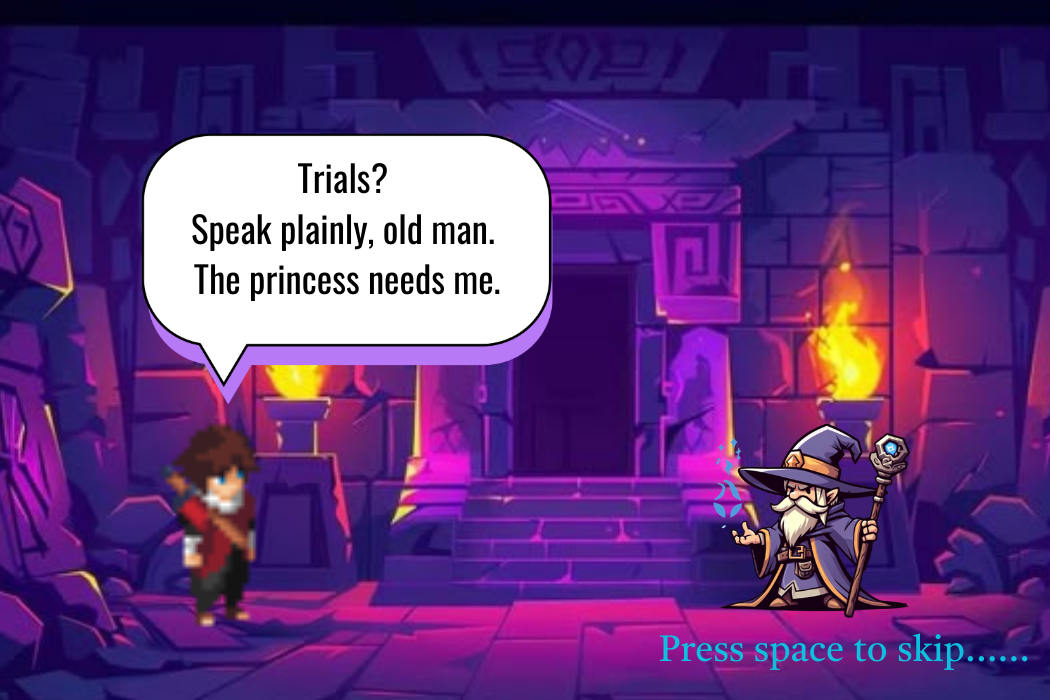 Trials?
Speak plainly, old man.
The princess needs me.
Press space to skip......